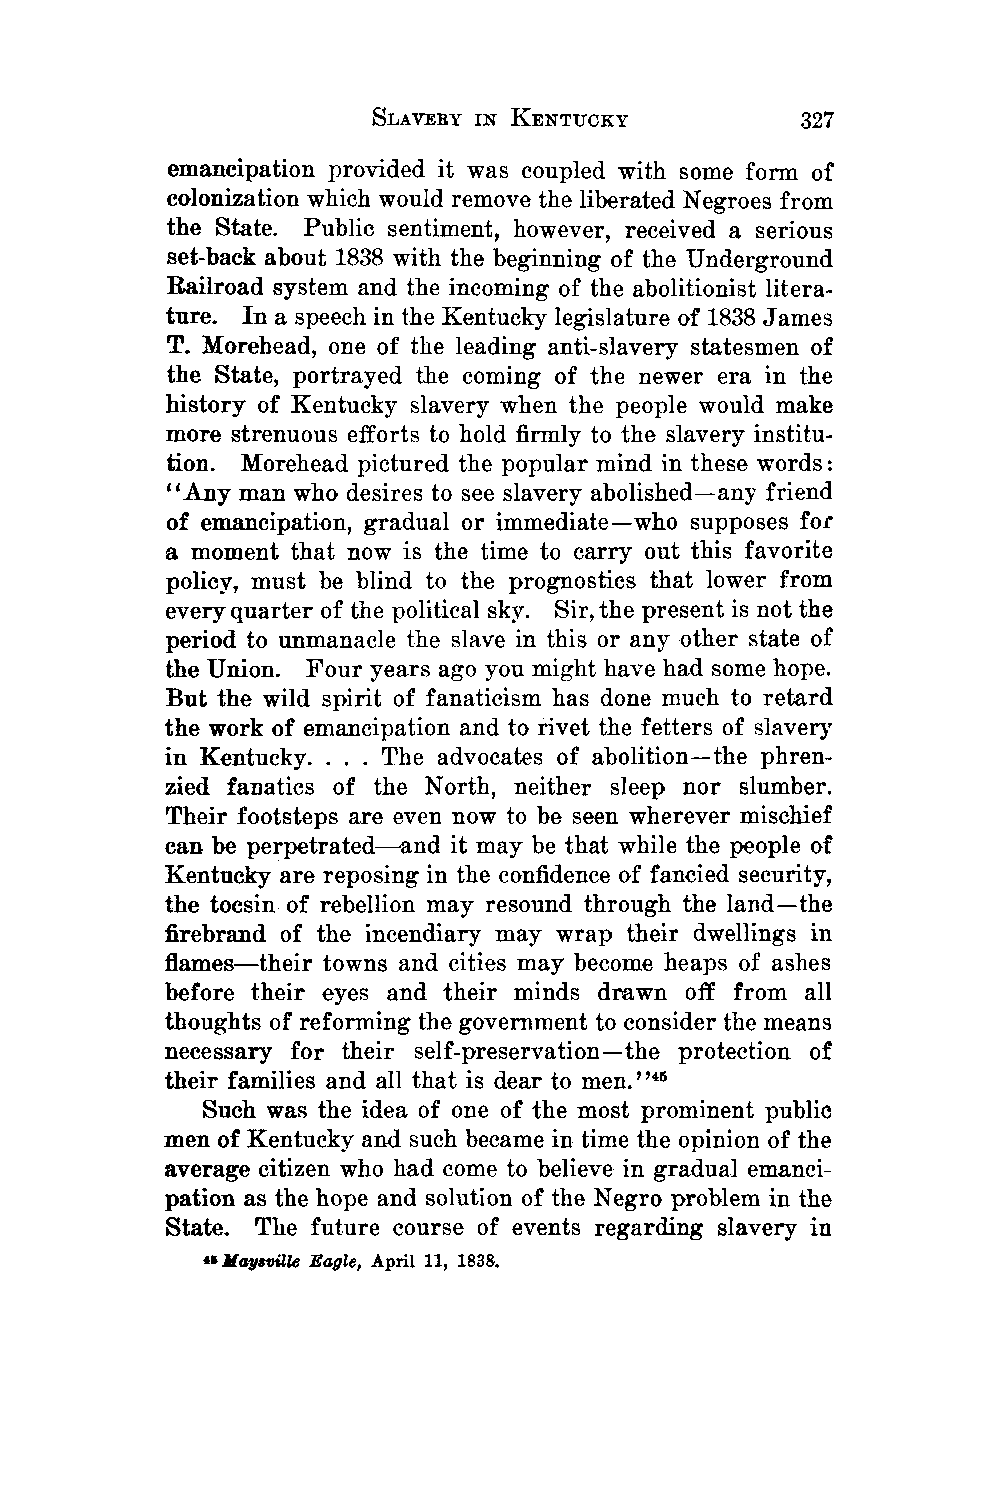 SLAVERY IN KENTUCKY 327
emancipation provided it was coupled with some form of
colonization which would remove the liberated Negroes from
the State. Public sentiment, however, received a serious
set-back about 1838 with the beginning of the Underground
Railroad system and the incoming of the abolitionist litera-
ture. In a speech in the Kentucky legislature of 1838 James
T. Morehead, one of the leading anti-slavery statesmen of
the State, portrayed the coming of the newer era in the
history of Kentucky slavery when the people would make
more strenuous efforts to hold firmly to the slavery institu-
tion. Morehead pictured the popular mind in these words:
"Any man who desires to see slavery abolished—any friend
of emancipation, gradual or immediate—who supposes for
a moment that now is the time to carry out this favorite
policy, must be blind to the prognostics that lower from
every quarter of the political sky. Sir, the present is not the
period to unmanacle the slave in this or any other state of
the Union. Four years ago you might have had some hope.
But the wild spirit of fanaticism has done much to retard
the work of emancipation and to rivet the fetters of slavery
in Kentucky. . . . The advocates of abolition—the phren-
zied fanatics of the North, neither sleep nor slumber.
Their footsteps are even now to be seen wherever mischief
can be perpetrated—and it may be that while the people of
Kentucky are reposing in the confidence of fancied security,
the tocsin of rebellion may resound through the land—the
firebrand of the incendiary may wrap their dwellings in
flames—their towns and cities may become heaps of ashes
before their eyes and their minds drawn off from all
thoughts of reforming the government to consider the means
necessary for their self-preservation—the protection of
their families and all that is dear to men."45
Such was the idea of one of the most prominent public
men of Kentucky and such became in time the opinion of the
average citizen who had come to believe in gradual emanci-
pation as the hope and solution of the Negro problem in the
State. The future course of events regarding slavery in
45 Maysville Eagle, April 11, 1838.